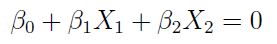 β₀ + β₁X₁ + β₂X₂ = 0